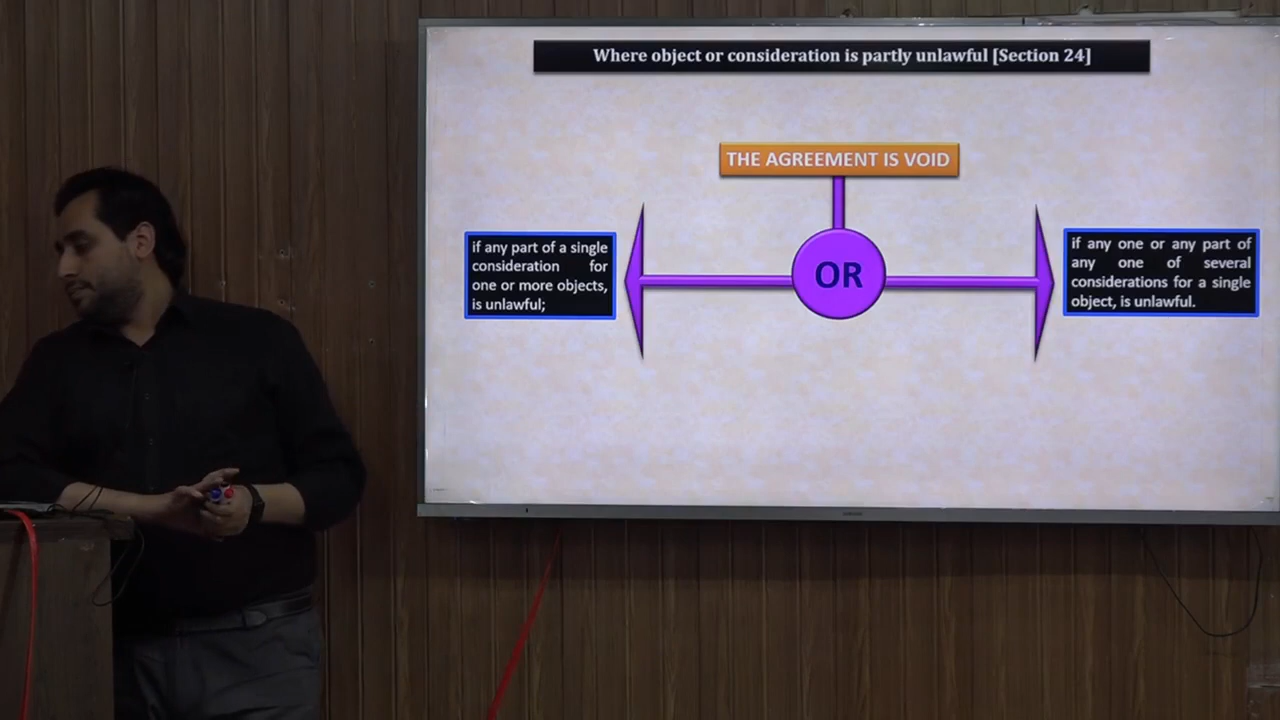 Where object or consideration is partly unlawful [Section 24]
THE AGREEMENT IS VOID
if any part of a single
consideration for
one or more objects,
is unlawful;
OR
if any one or any part of
any one of several
considerations for a single
object, is unlawful.